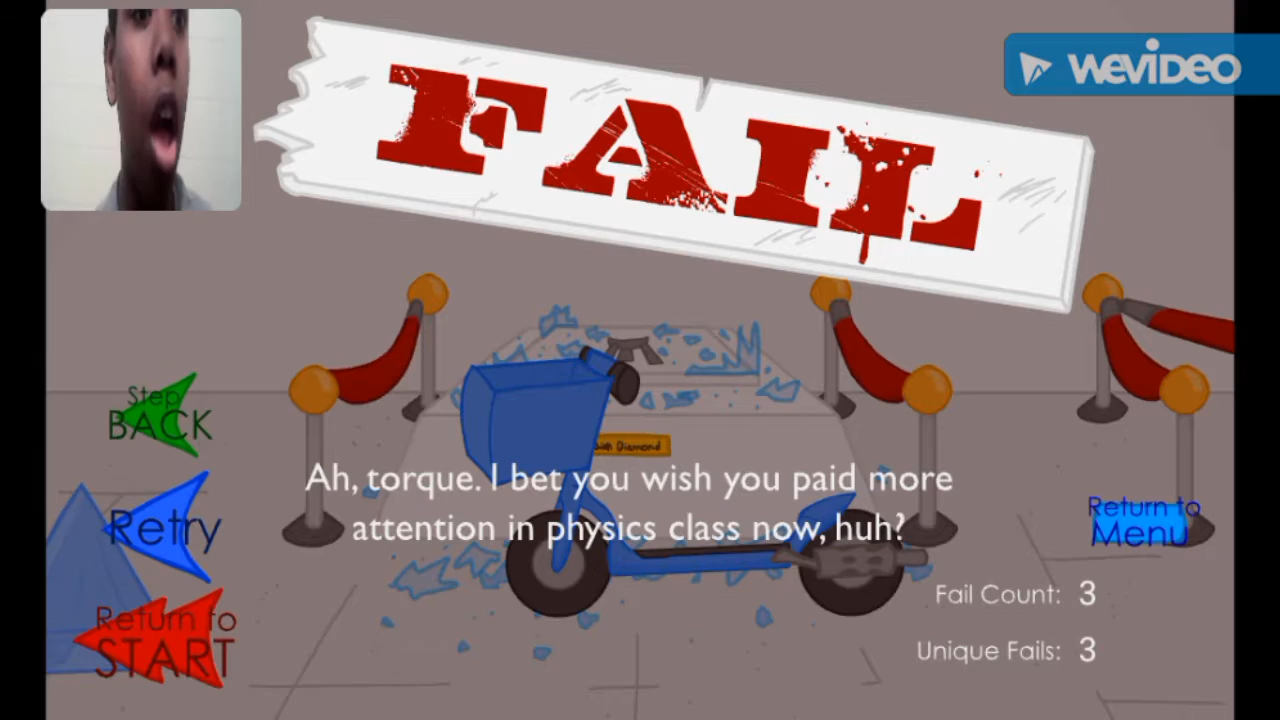 WEVIDEO
FAIL
Step
BACK
Diamond
Ah, torque. I bet you wish you paid more
attention in physics class now, huh?
Retry
Return to
Menu
Fail Count: 3
Return to
START
Unique Fails: 3